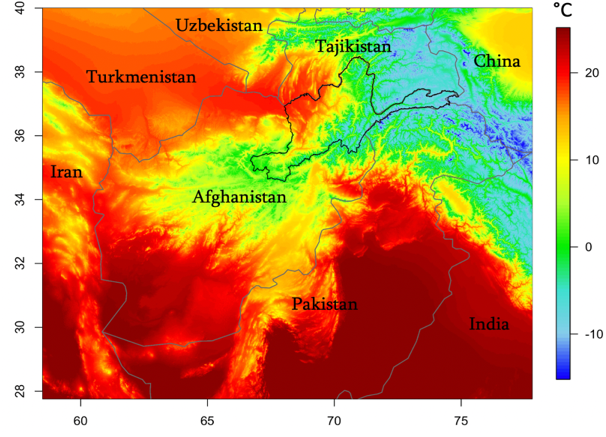 40
°C
Uzbekistan
Tajikistan
China
38
Turkmenistan
20
36
10
Iran
34
Afghanistan
0
32
Pakistan
30
India
-10
28
60
65
70
75